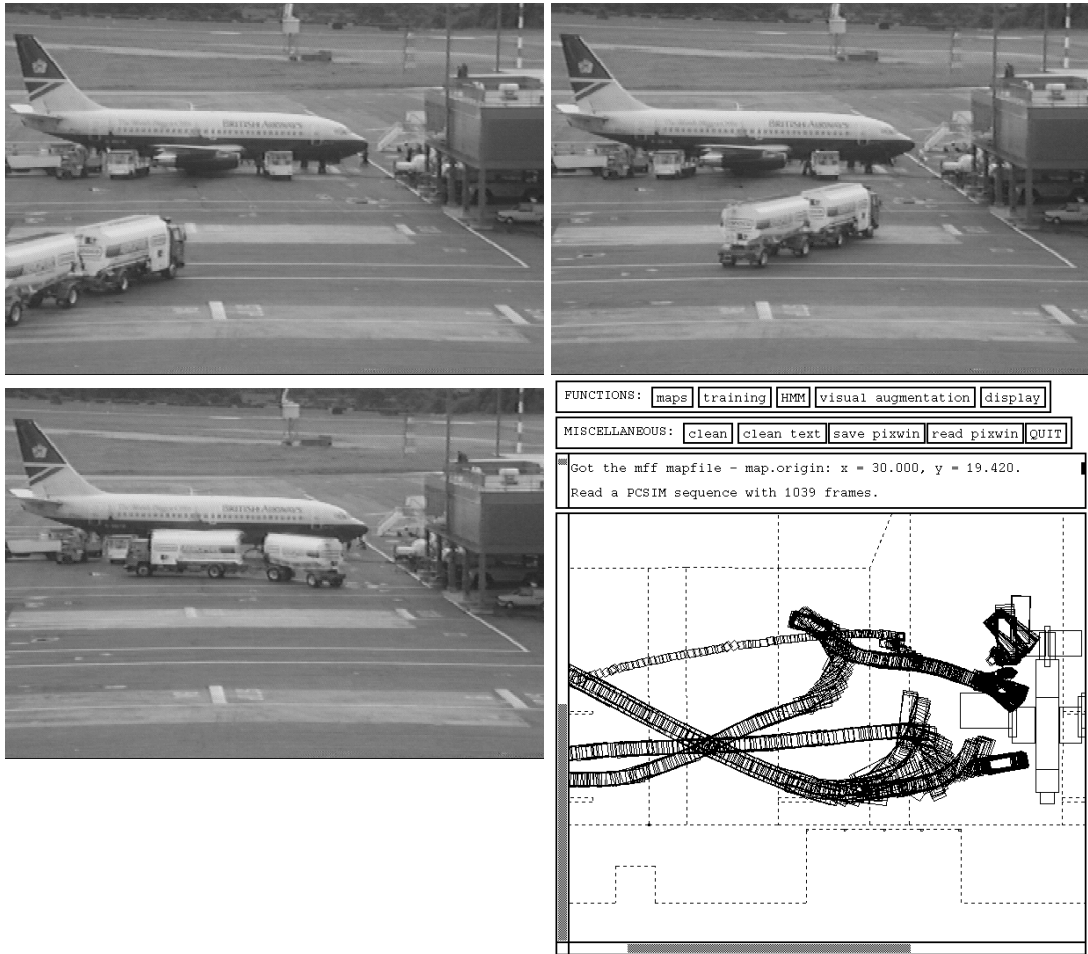 BRITISH AIRWAYS
BRITISH AIRWAYS
BRITISH AIRWAYS
FUNCTIONS: maps training HMM visual augmentation display
MISCELLANEOUS: clean clean text save pixwin read pixwin QUIT
Got the mff mapfile - map.origin: x = 30.000, y = 19.420.
Read a PCSIM sequence with 1039 frames.